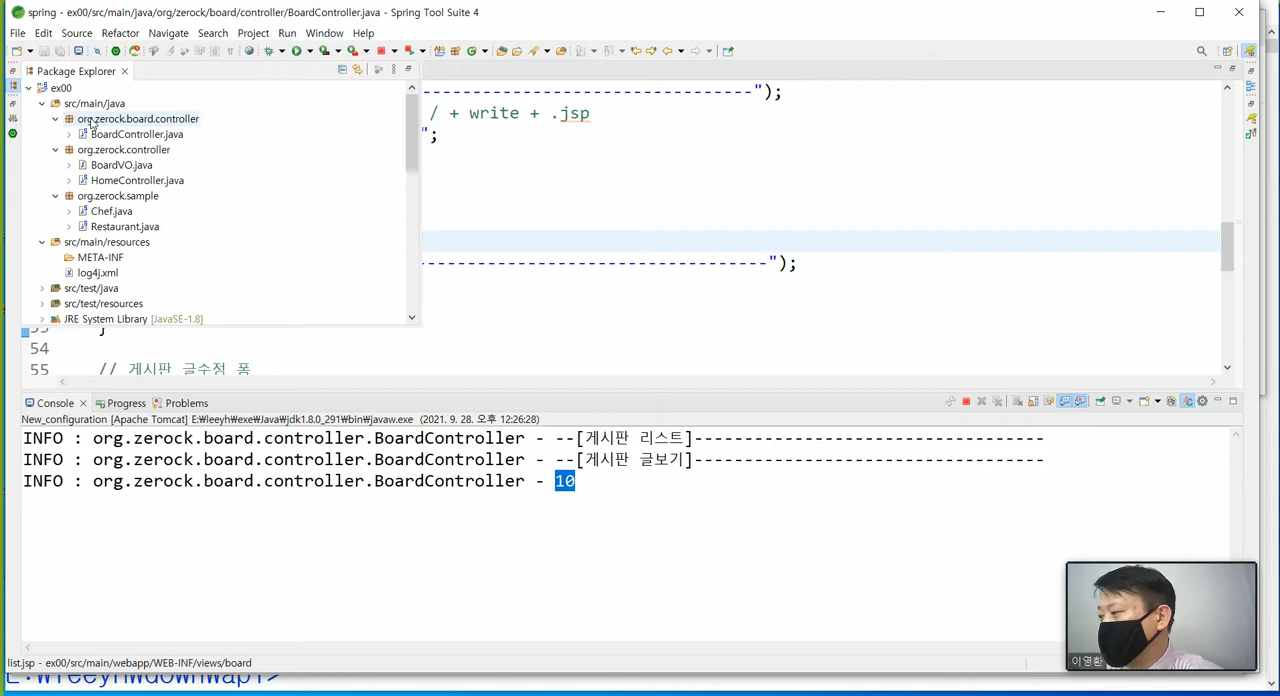 spring - ex00/src/main/java/org/zerock/board/controller/BoardController.java - Spring Tool Suite 4
File Edit Source Refactor Navigate Search Project Run Window Help
Package Explorer
ex00
src/main/java
org.zerock.board.controller
BoardController.java
org.zerock.controller
BoardVO.java
HomeController.java
org.zerock.sample
Chef.java
Restaurant.java
src/main/resources
META-INF
log4j.xml
src/test/java
src/test/resources
JRE System Library [JavaSE-1.8]
-------------------------------");
/ + write + .jsp
";
--------------------------------");
}
54
55 // 게시판 글수정 폼
Console Progress Problems
New_configuration [Apache Tomcat] E:\leeyh\exe\Java\jdk1.8.0_291\bin\javaw.exe (2021. 9. 28. 오후 12:26:28)
INFO : org.zerock.board.controller.BoardController - --[게시판 리스트]---------------------------------
INFO : org.zerock.board.controller.BoardController - --[게시판 글보기]---------------------------------
INFO : org.zerock.board.controller.BoardController - 10
이영환
list.jsp - ex00/src/main/webapp/WEB-INF/views/board